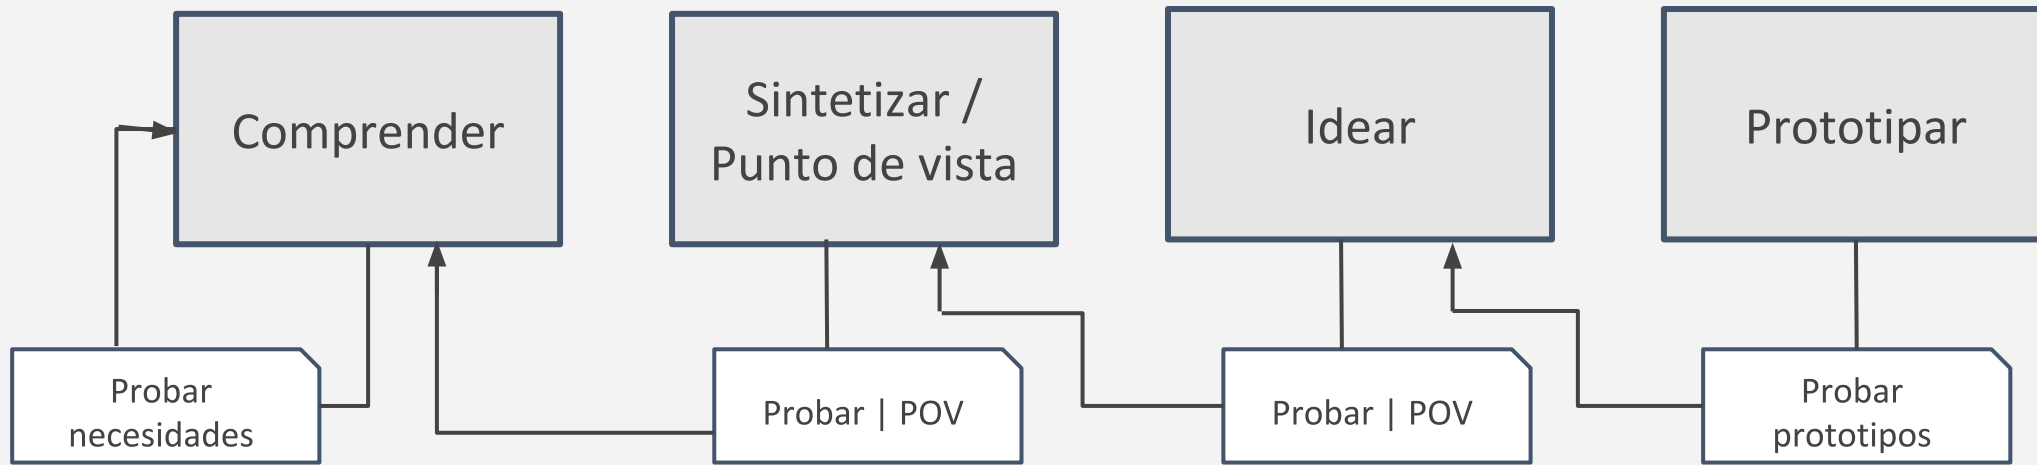 Comprender
Sintetizar /
Punto de vista
Idear
Prototipar
Probar
necesidades
Probar | POV
Probar | POV
Probar
prototipos